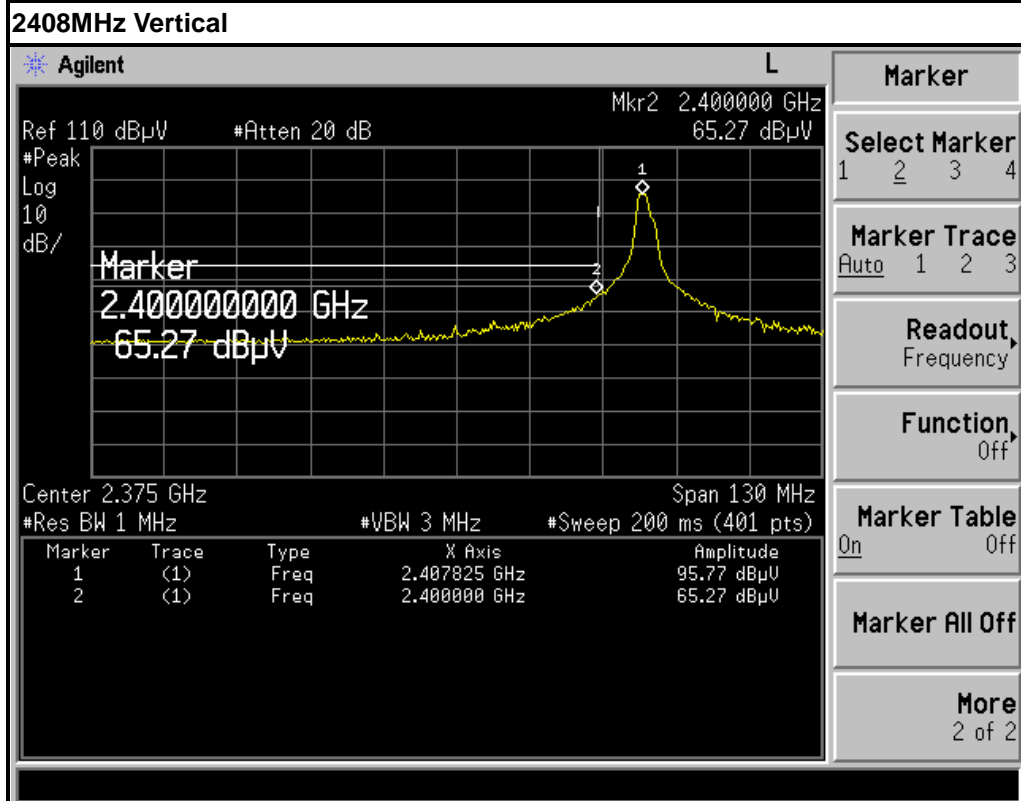 2408MHz Vertical
Agilent L
Mkr2 2.400000 GHz
Ref 110 dBµV #Atten 20 dB 65.27 dBµV
#Peak
Log
10
dB/
1
2
Marker
2.400000000 GHz
65.27 dBµV
Center 2.375 GHz Span 130 MHz
#Res BW 1 MHz #VBW 3 MHz #Sweep 200 ms (401 pts)
Marker Trace Type X Axis Amplitude
1 (1) Freq 2.407825 GHz 95.77 dBµV
2 (1) Freq 2.400000 GHz 65.27 dBµV
Marker
Select Marker
1 2 3 4
Marker Trace
Auto 1 2 3
Readout
Frequency
Function
Off
Marker Table
On Off
Marker All Off
More
2 of 2